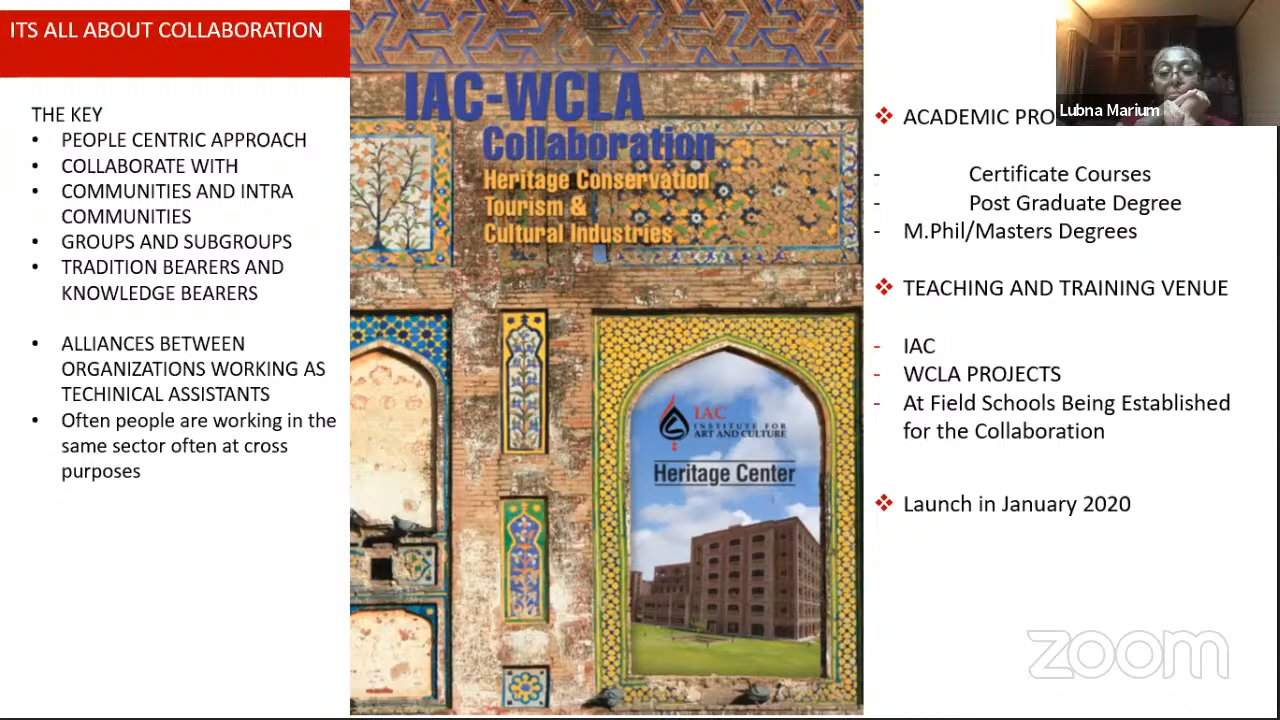 ITS ALL ABOUT COLLABORATION
THE KEY
• PEOPLE CENTRIC APPROACH
• COLLABORATE WITH
• COMMUNITIES AND INTRA
COMMUNITIES
• GROUPS AND SUBGROUPS
• TRADITION BEARERS AND
KNOWLEDGE BEARERS
• ALLIANCES BETWEEN
ORGANIZATIONS WORKING AS
TECHINICAL ASSISTANTS
• Often people are working in the
same sector often at cross
purposes
IAC-WCLA
Collaboration
Heritage Conservation
Tourism &
Cultural Industries
IAC
INSTITUTE FOR
ART AND CULTURE
Heritage Center
Lubna Marium
❖ ACADEMIC PRO
- Certificate Courses
- Post Graduate Degree
- M.Phil/Masters Degrees
❖ TEACHING AND TRAINING VENUE
- IAC
- WCLA PROJECTS
- At Field Schools Being Established
for the Collaboration
❖ Launch in January 2020
zoom